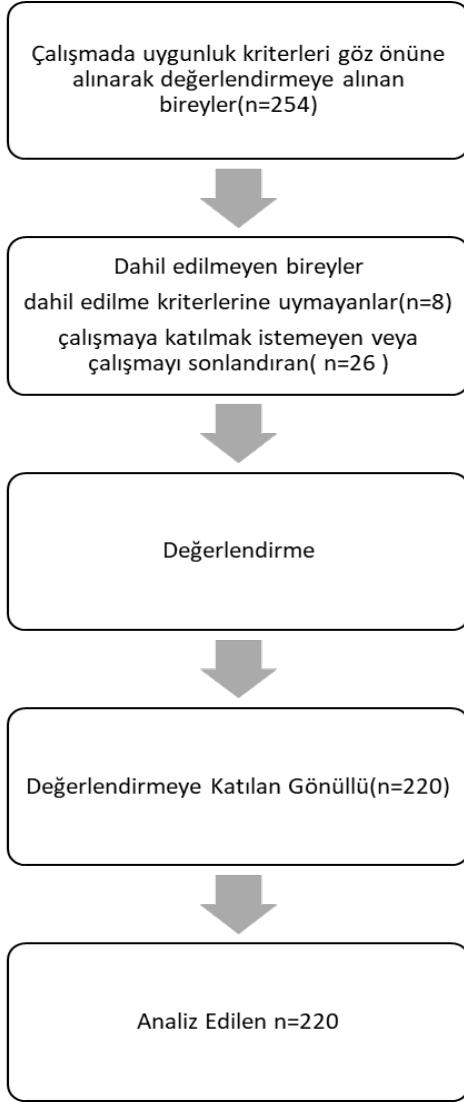 Çalışmada uygunluk kriterleri göz önüne
alınarak değerlendirmeye alınan
bireyler(n=254)
Dahil edilmeyen bireyler
dahil edilme kriterlerine uymayanlar(n=8)
çalışmaya katılmak istemeyen veya
çalışmayı sonlandıran( n=26 )
Değerlendirme
Değerlendirmeye Katılan Gönüllü(n=220)
Analiz Edilen n=220